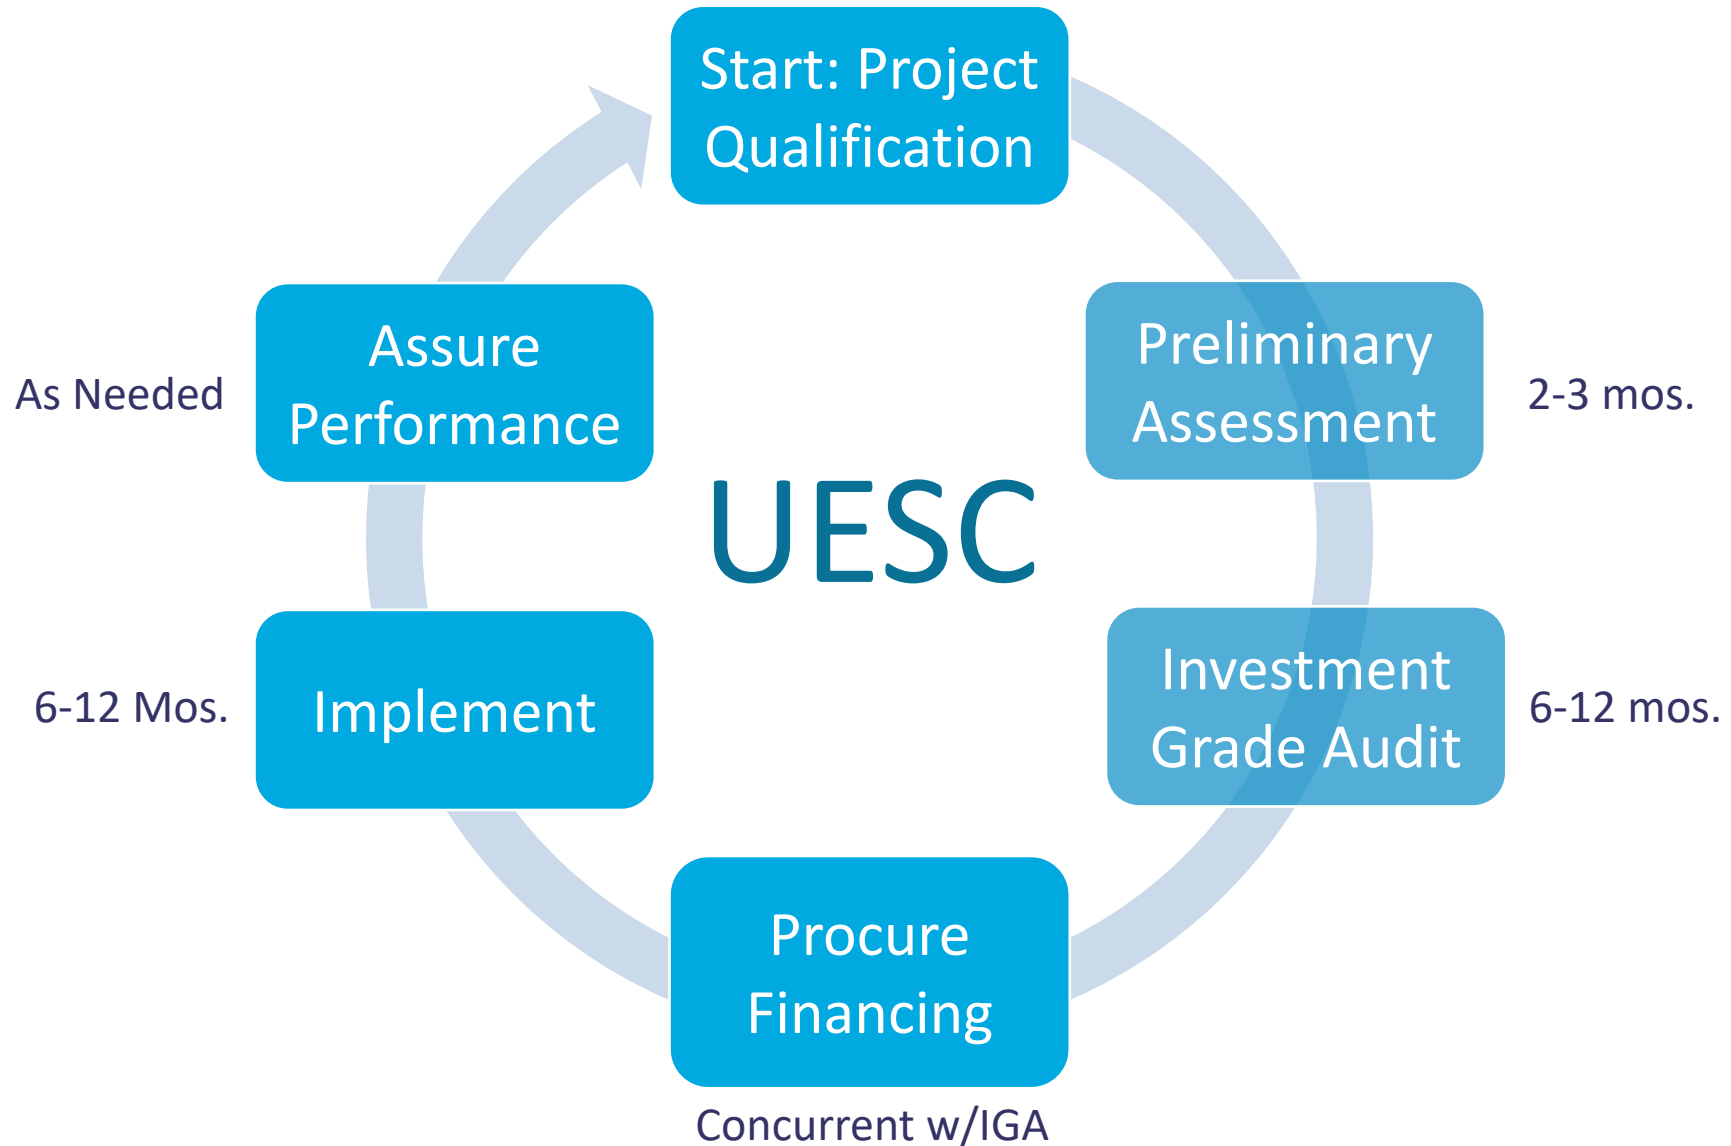 Start: Project
Qualification
Preliminary
Assessment
2-3 mos.
Investment
Grade Audit
6-12 mos.
Procure
Financing
Concurrent w/IGA
Implement
6-12 Mos.
Assure
Performance
As Needed
UESC